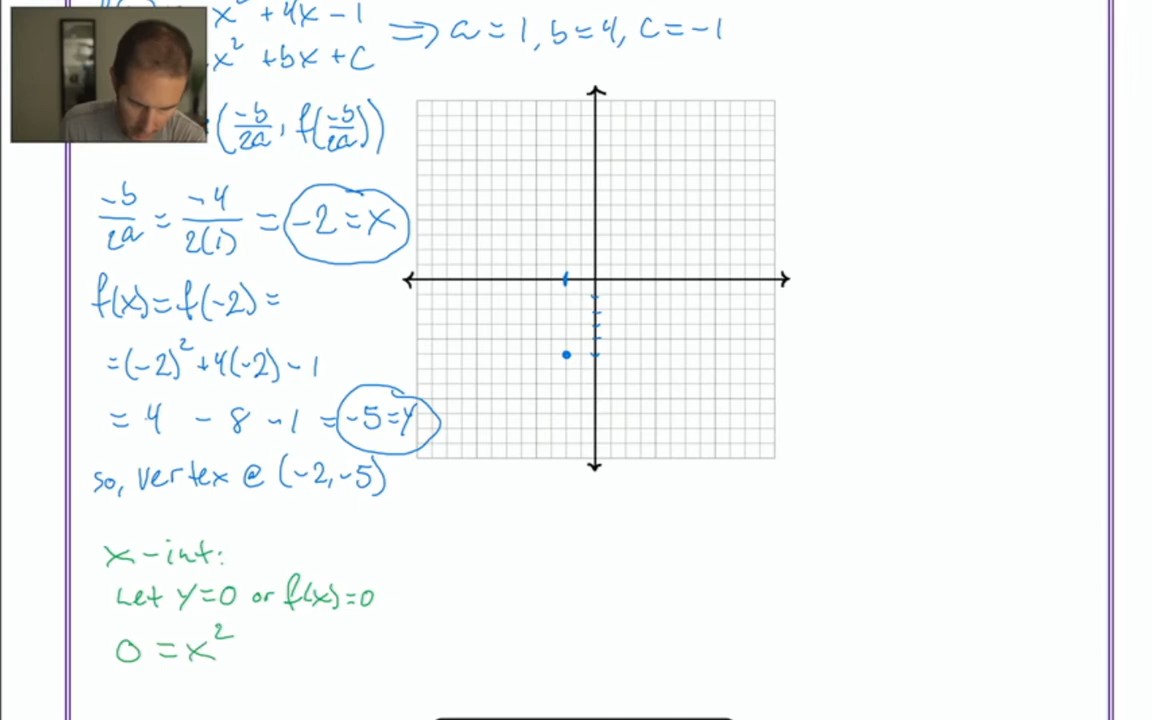 x² + 4x - 1 ⟹ a = 1, b = 4, c = -1
x² + bx + c
(-b/2a, f(-b/2a))
-b/2a = -4/2(1) = -2 = x
f(x) = f(-2) =
= (-2)² + 4(-2) - 1
= 4 - 8 - 1 = -5 = y
so, vertex @ (-2, -5)
x-int:
Let y = 0 or f(x) = 0
0 = x²